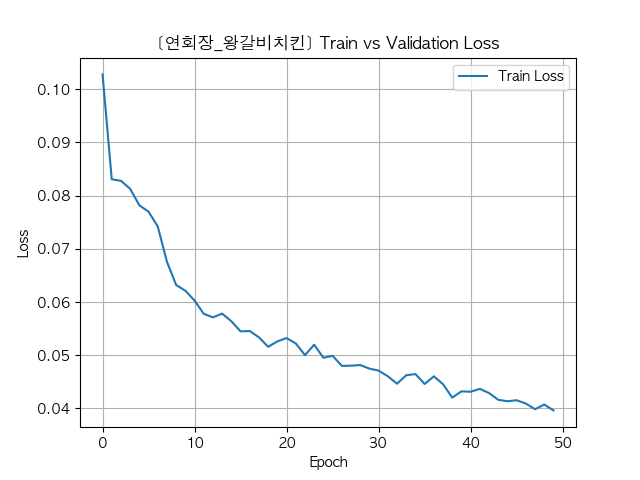 [연회장_왕갈비치킨] Train vs Validation Loss
Train Loss
Loss
0.10
0.09
0.08
0.07
0.06
0.05
0.04
0 10 20 30 40 50
Epoch